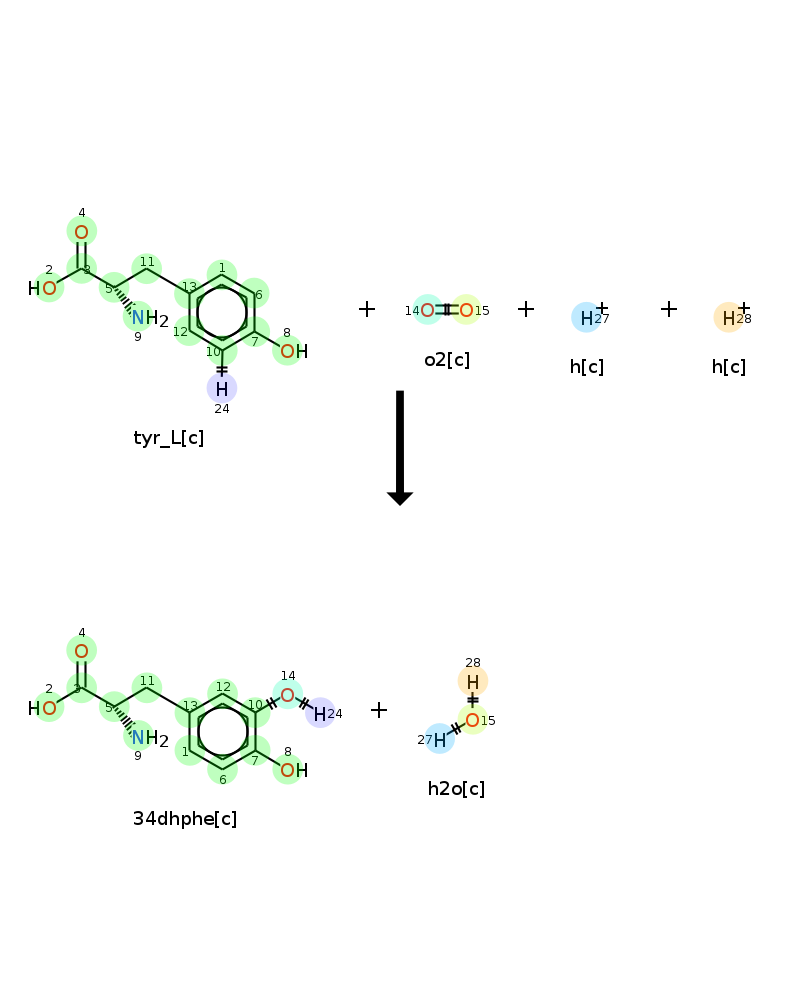 4
O
2 3 11 1
HO 5 13 6
N H2 12 8
9 10 7 OH
H
24
tyr_L[c]
+
14 O O 15
o2[c]
+
H+ 27
h[c]
+
H+ 28
h[c]
4
O
2 3 11 12 10 14 O
HO 5 13 H 24
N H2 1 8
9 6 7 OH
34dhphe[c]
+
28
H
O 15
27 H
h2o[c]